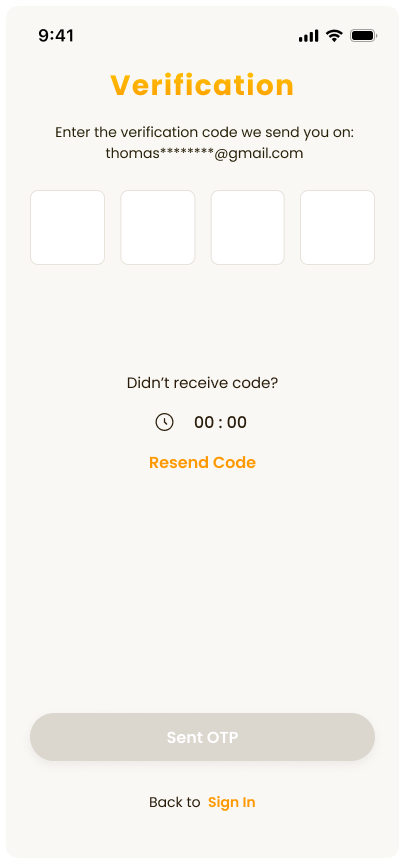 9:41
Verification
Enter the verification code we send you on:
thomas********@gmail.com
Didn’t receive code?
00 : 00
Resend Code
Sent OTP
Back to Sign In